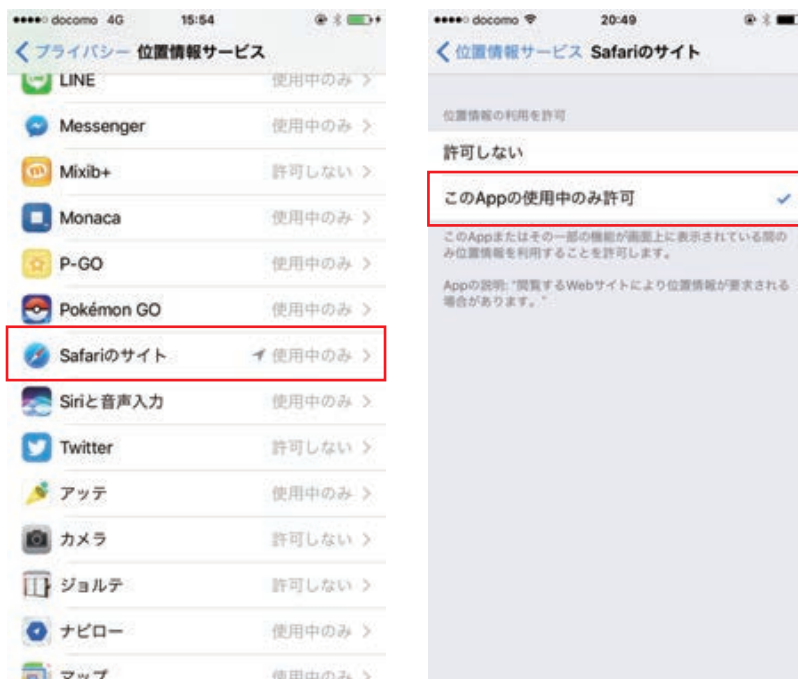 docomo 4G 15:54
プライバシー 位置情報サービス
LINE 使用中のみ
Messenger 使用中のみ
Mixib+ 許可しない
Monaca 使用中のみ
P-GO 使用中のみ
Pokémon GO 使用中のみ
Safariのサイト 使用中のみ
Siriと音声入力 使用中のみ
Twitter 許可しない
アッテ 使用中のみ
カメラ 許可しない
ジョルテ 許可しない
ナビロー 使用中のみ
マップ 使用中のみ
docomo 20:49
位置情報サービス Safariのサイト
位置情報の利用を許可
許可しない
このAppの使用中のみ許可
このAppまたはその一部の機能が画面上に表示されている間の
み位置情報を利用することを許可します。
Appの説明: "閲覧するWebサイトにより位置情報が要求される
場合があります。"